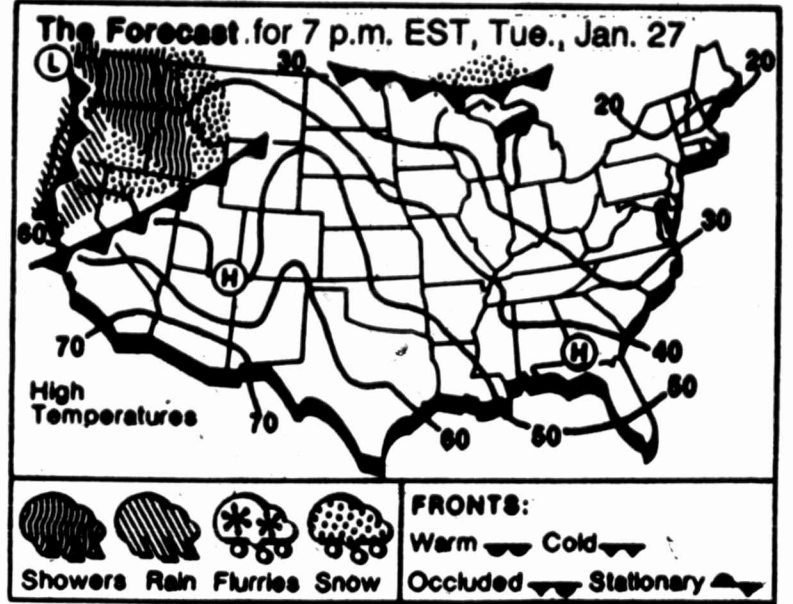 The Forecast for 7 p.m. EST, Tue., Jan. 27
L
30
20
20
60
30
H
70
H
40
50
High
Temperatures
70
60
50
FRONTS:
Warm Cold
Showers Rain Flurries Snow
Occluded Stationary